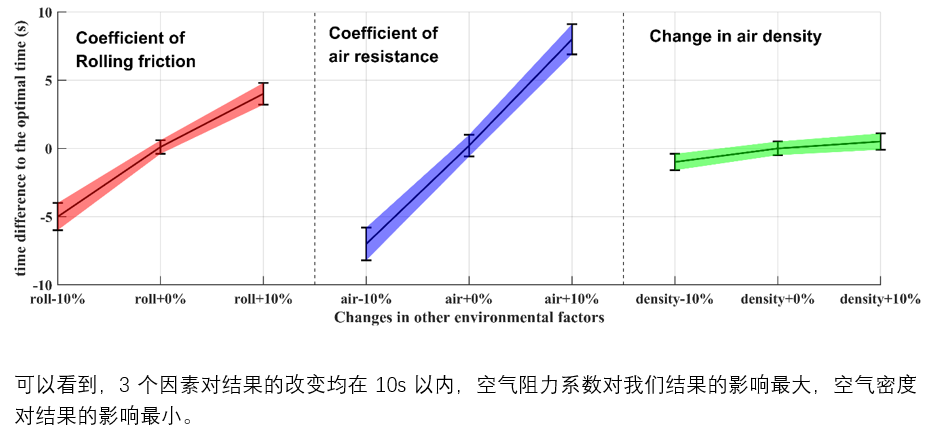 time difference to the optimal time (s)
10
5
0
-5
-10
Coefficient of
Rolling friction
Coefficient of
air resistance
Change in air density
roll-10%
roll+0%
roll+10%
air-10%
air+0%
air+10%
density-10%
density+0%
density+10%
Changes in other environmental factors
可以看到，3 个因素对结果的改变均在 10s 以内，空气阻力系数对我们结果的影响最大，空气密度
对结果的影响最小。